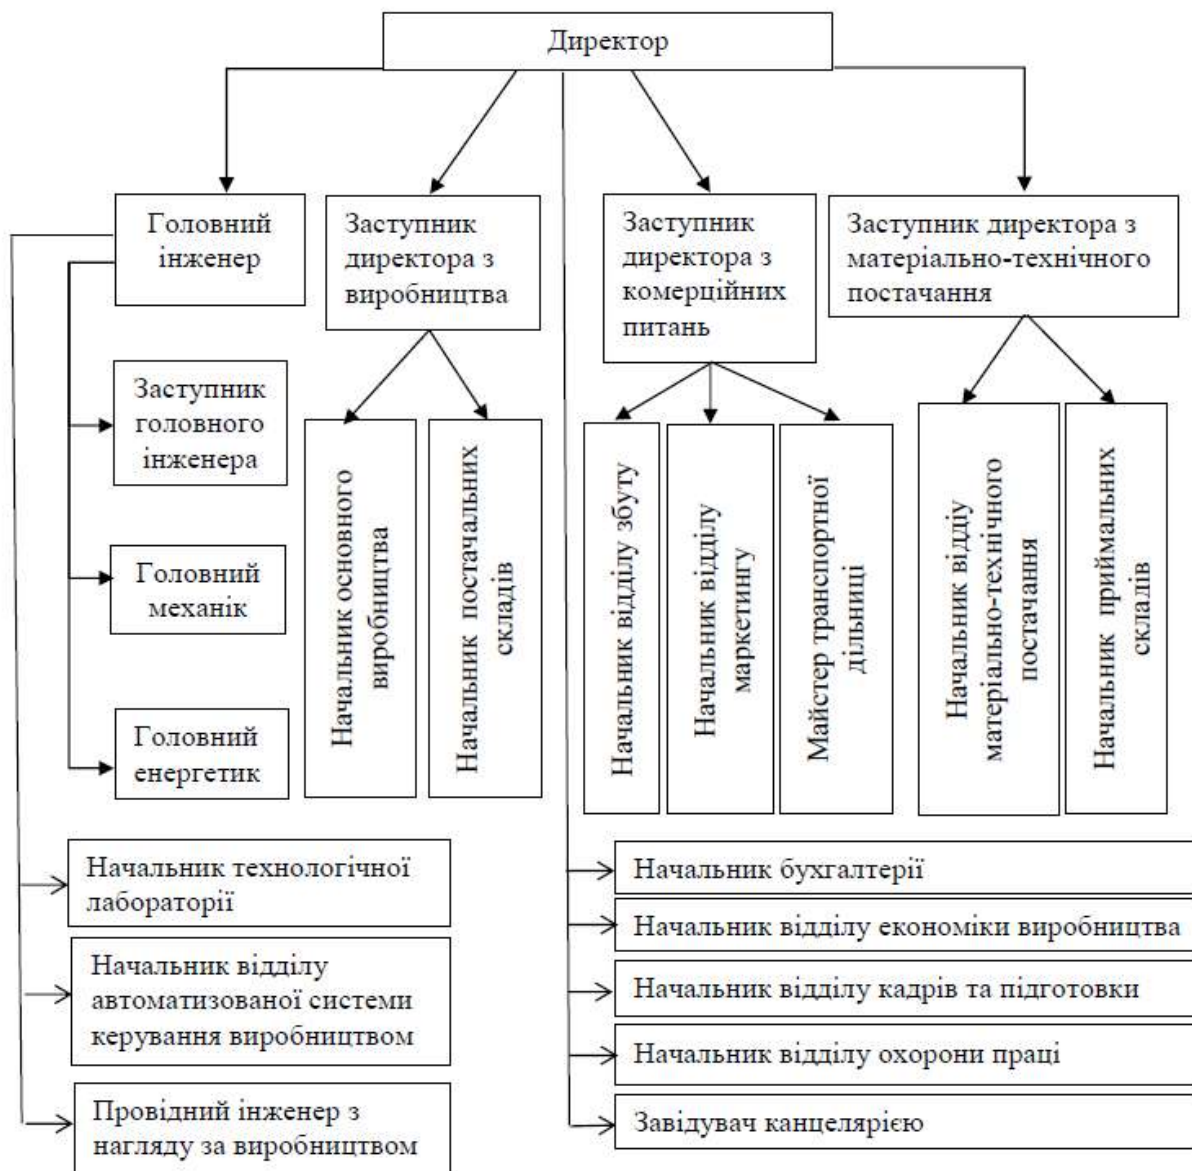 Директор
Головний
інженер
Заступник
директора з
виробництва
Заступник
директора з
комерційних
питань
Заступник директора з
матеріально-технічного
постачання
Заступник
головного
інженера
Головний
механік
Головний
енергетик
Начальник основного
виробництва
Начальник постачальних
складів
Начальник відділу збуту
Начальник відділу
маркетингу
Майстер транспортної
дільниці
Начальник відділу
матеріально-технічного
постачання
Начальник приймальних
складів
Начальник технологічної
лабораторії
Начальник відділу
автоматизованої системи
керування виробництвом
Провідний інженер з
нагляду за виробництвом
Начальник бухгалтерії
Начальник відділу економіки виробництва
Начальник відділу кадрів та підготовки
Начальник відділу охорони праці
Завідувач канцелярією